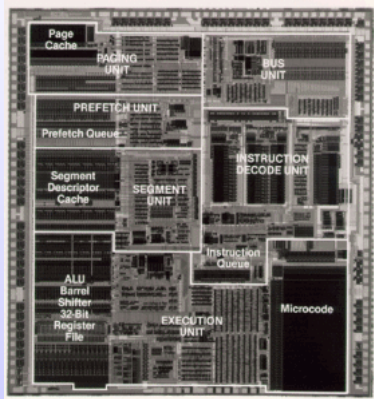 Page
Cache
PAGING
UNIT
BUS
UNIT
PREFETCH UNIT
Prefetch Queue
INSTRUCTION
DECODE UNIT
Segment
Descriptor
Cache
SEGMENT
UNIT
Instruction
Queue
ALU
Barrel
Shifter
32-Bit
Register
File
EXECUTION
UNIT
Microcode